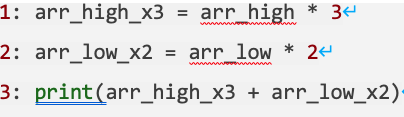 1: arr_high_x3 = arr_high * 3↵
2: arr_low_x2 = arr_low * 2↵
3: print(arr_high_x3 + arr_low_x2)↵